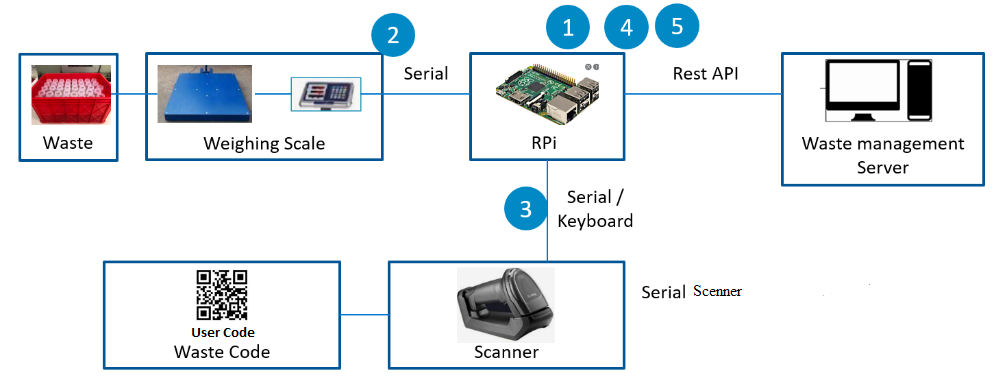 1
4
5
2
Serial
Rest API
Waste
Weighing Scale
RPi
Waste management
Server
3
Serial /
Keyboard
User Code
Waste Code
Scanner
Serial Scenner